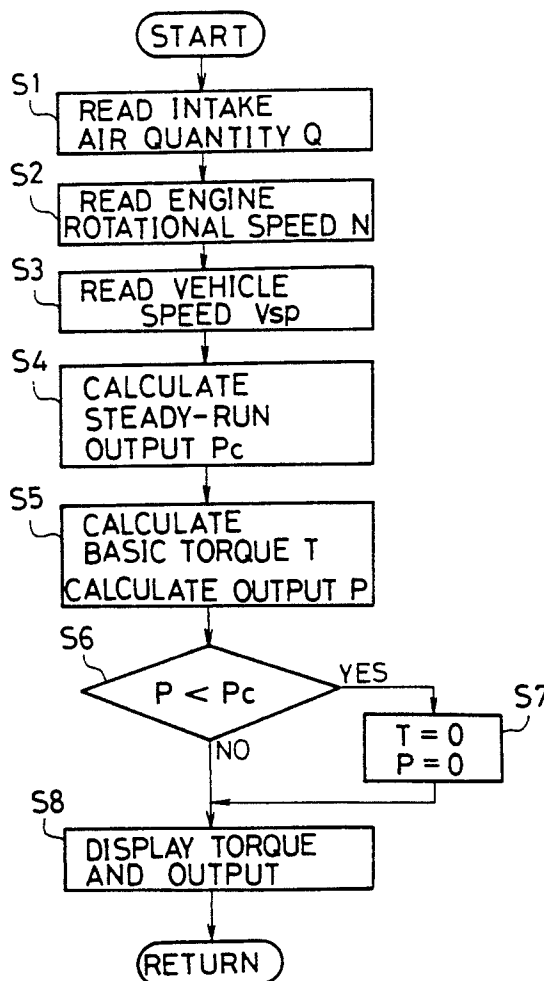 START
S1
READ INTAKE
AIR QUANTITY Q
S2
READ ENGINE
ROTATIONAL SPEED N
S3
READ VEHICLE
SPEED Vsp
S4
CALCULATE
STEADY-RUN
OUTPUT Pc
S5
CALCULATE
BASIC TORQUE T
CALCULATE OUTPUT P
S6
P < Pc
YES
NO
S7
T = 0
P = 0
S8
DISPLAY TORQUE
AND OUTPUT
RETURN